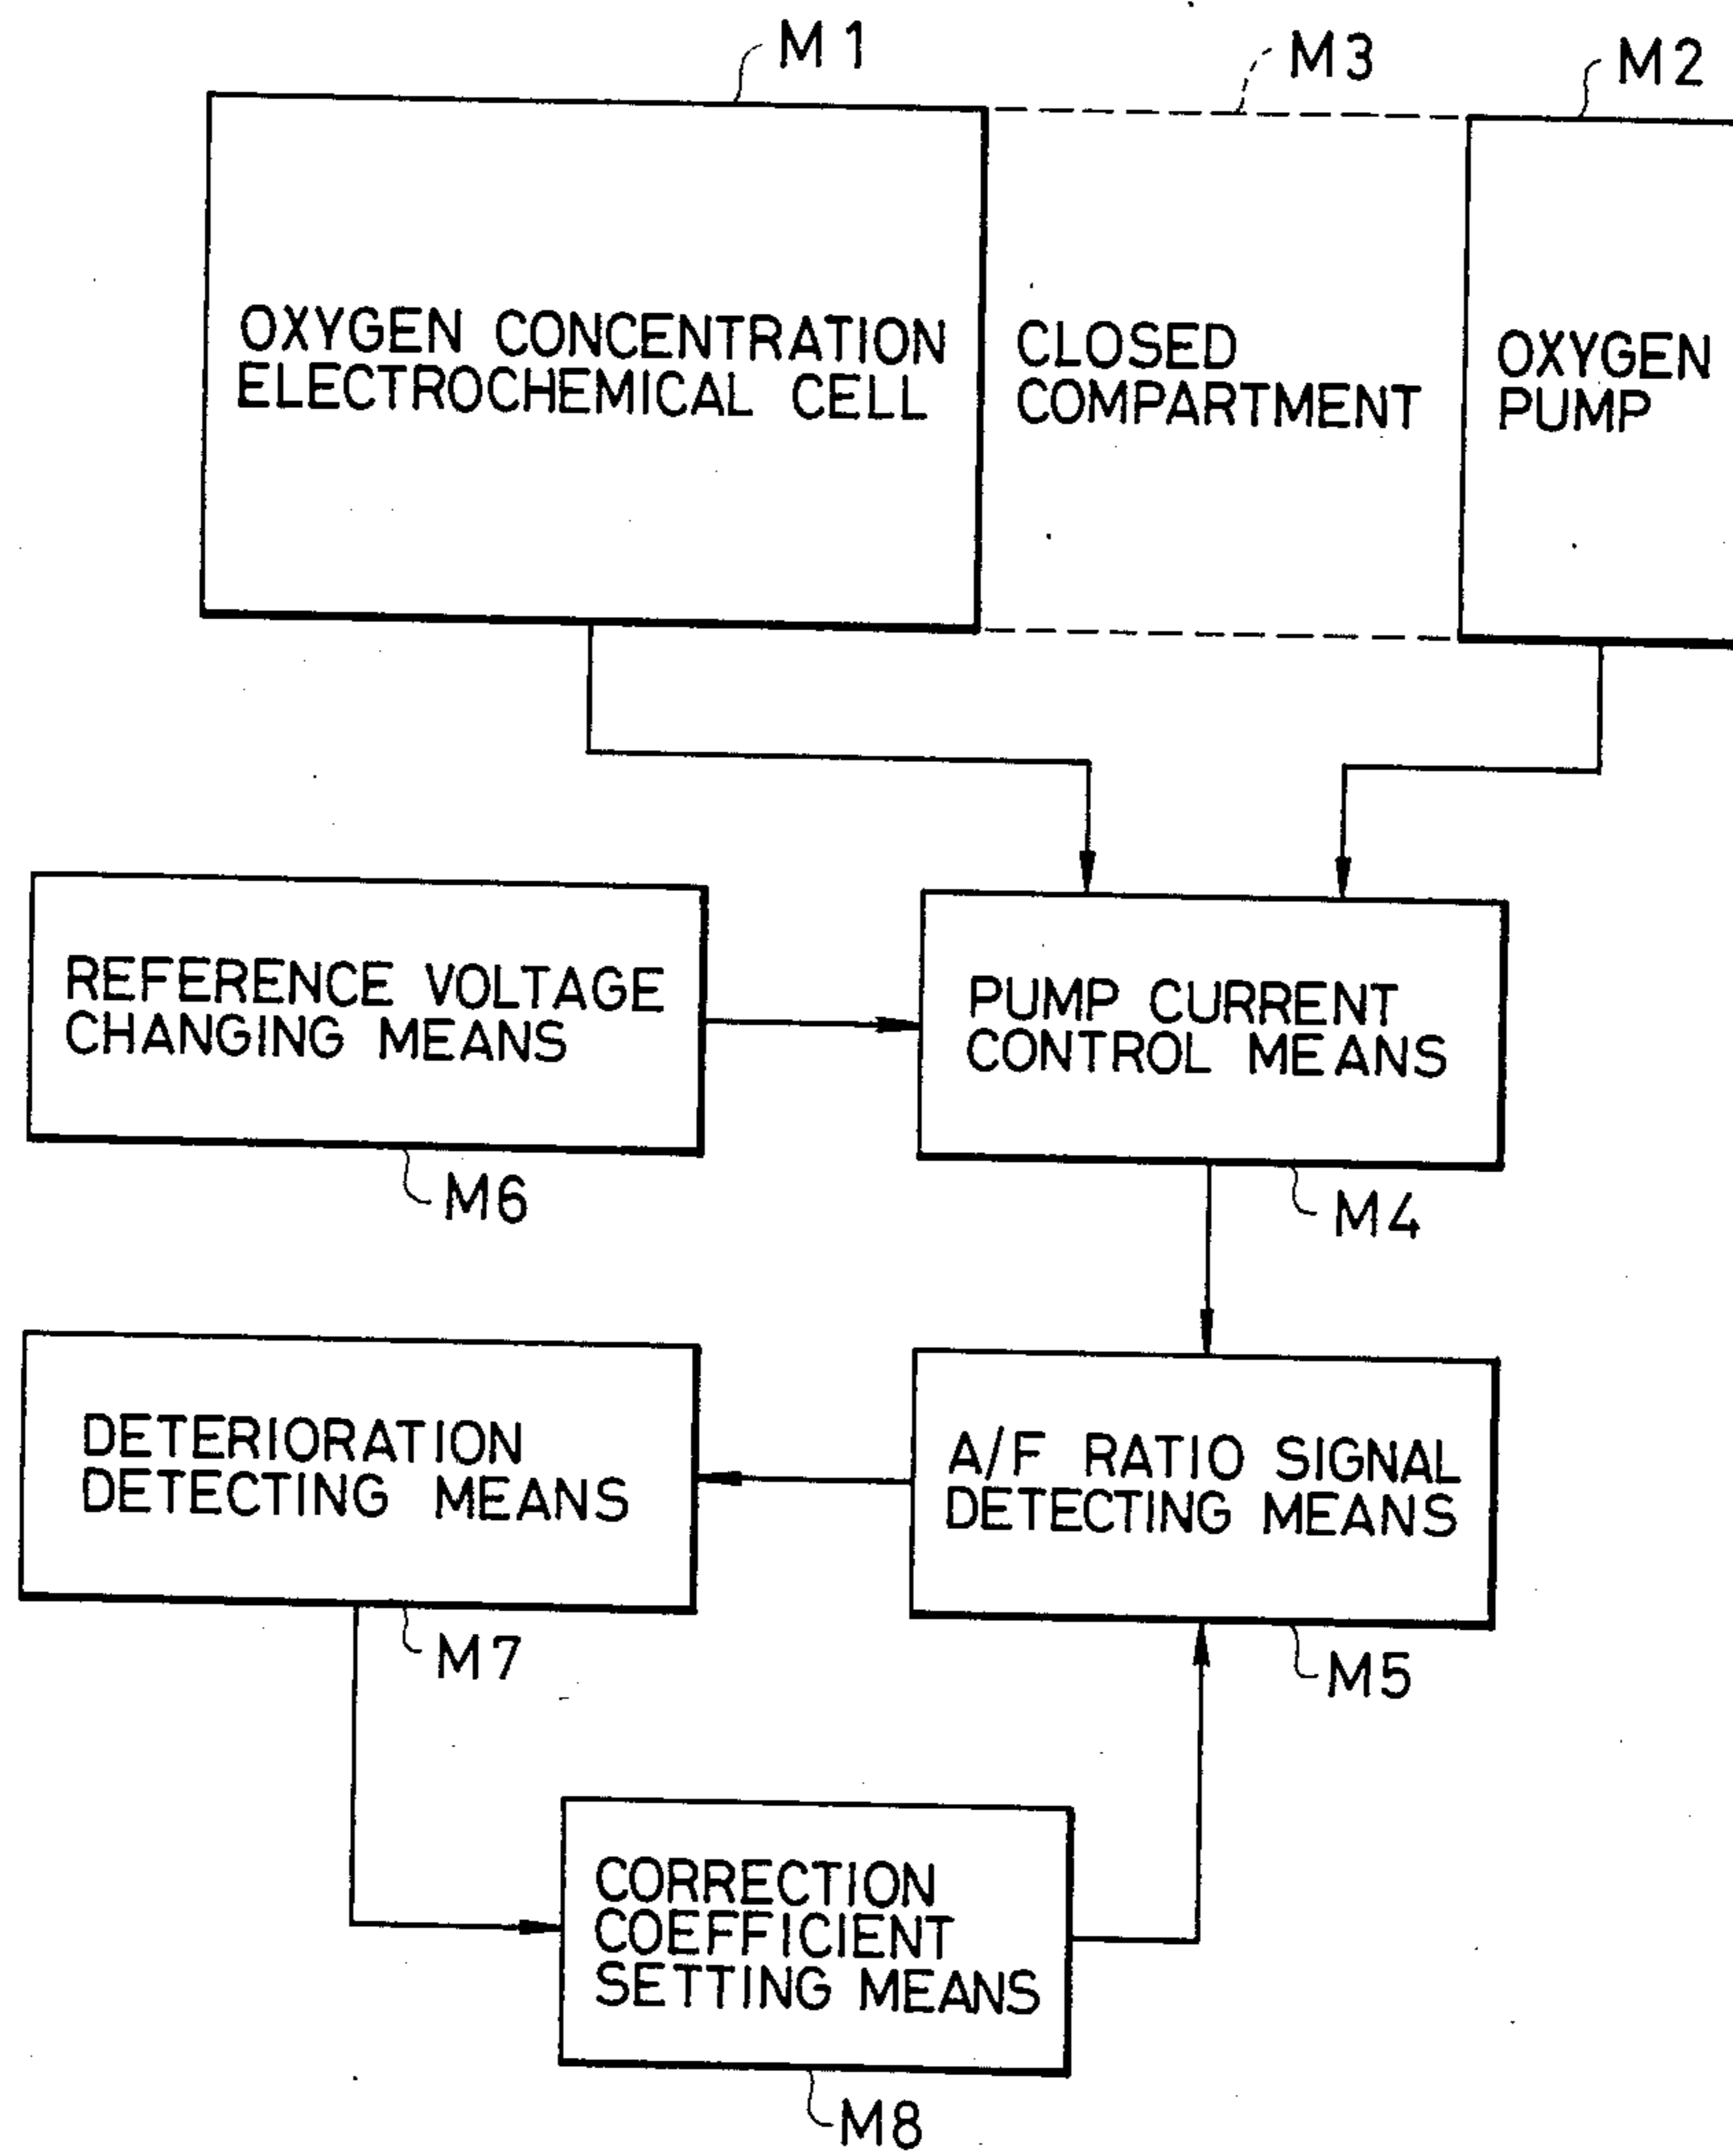 M1
M3
M2
OXYGEN CONCENTRATION
ELECTROCHEMICAL CELL
CLOSED
COMPARTMENT
OXYGEN
PUMP
REFERENCE VOLTAGE
CHANGING MEANS
M6
PUMP CURRENT
CONTROL MEANS
M4
DETERIORATION
DETECTING MEANS
M7
A/F RATIO SIGNAL
DETECTING MEANS
M5
CORRECTION
COEFFICIENT
SETTING MEANS
M8